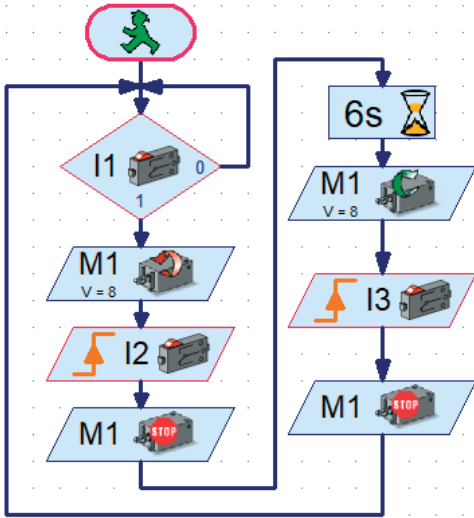 I1
0
1
M1
V = 8
I2
M1
STOP
6s
M1
V = 8
I3
M1
STOP